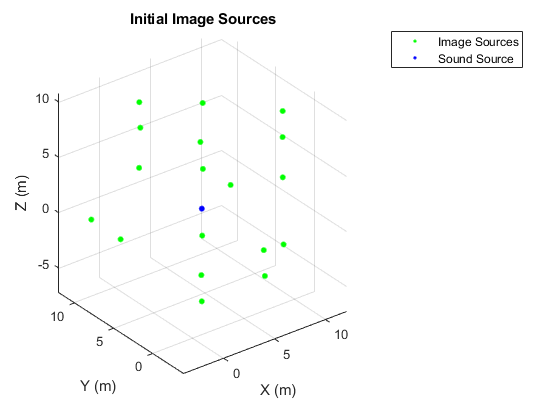 Initial Image Sources
Image Sources
Sound Source
10
5
0
-5
Z (m)
10
5
0
Y (m)
0
5
10
X (m)